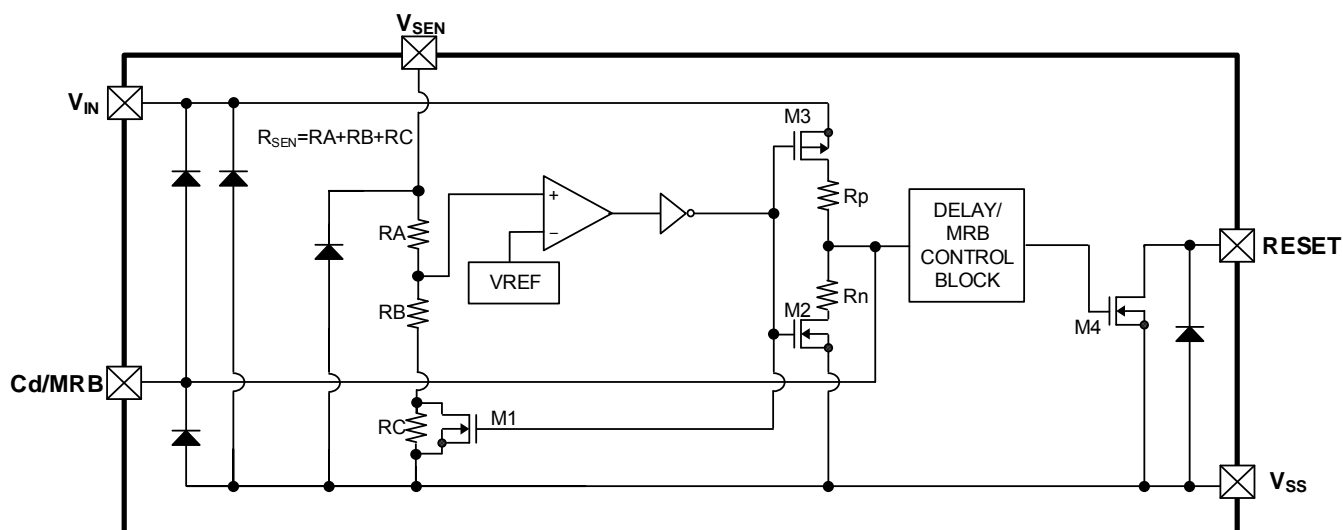 VSEN
VIN
RSEN=RA+RB+RC
M3
Rp
+
−
VREF
RA
RB
Rn
M2
DELAY/
MRB
CONTROL
BLOCK
RESET
M4
Cd/MRB
RC
M1
VSS